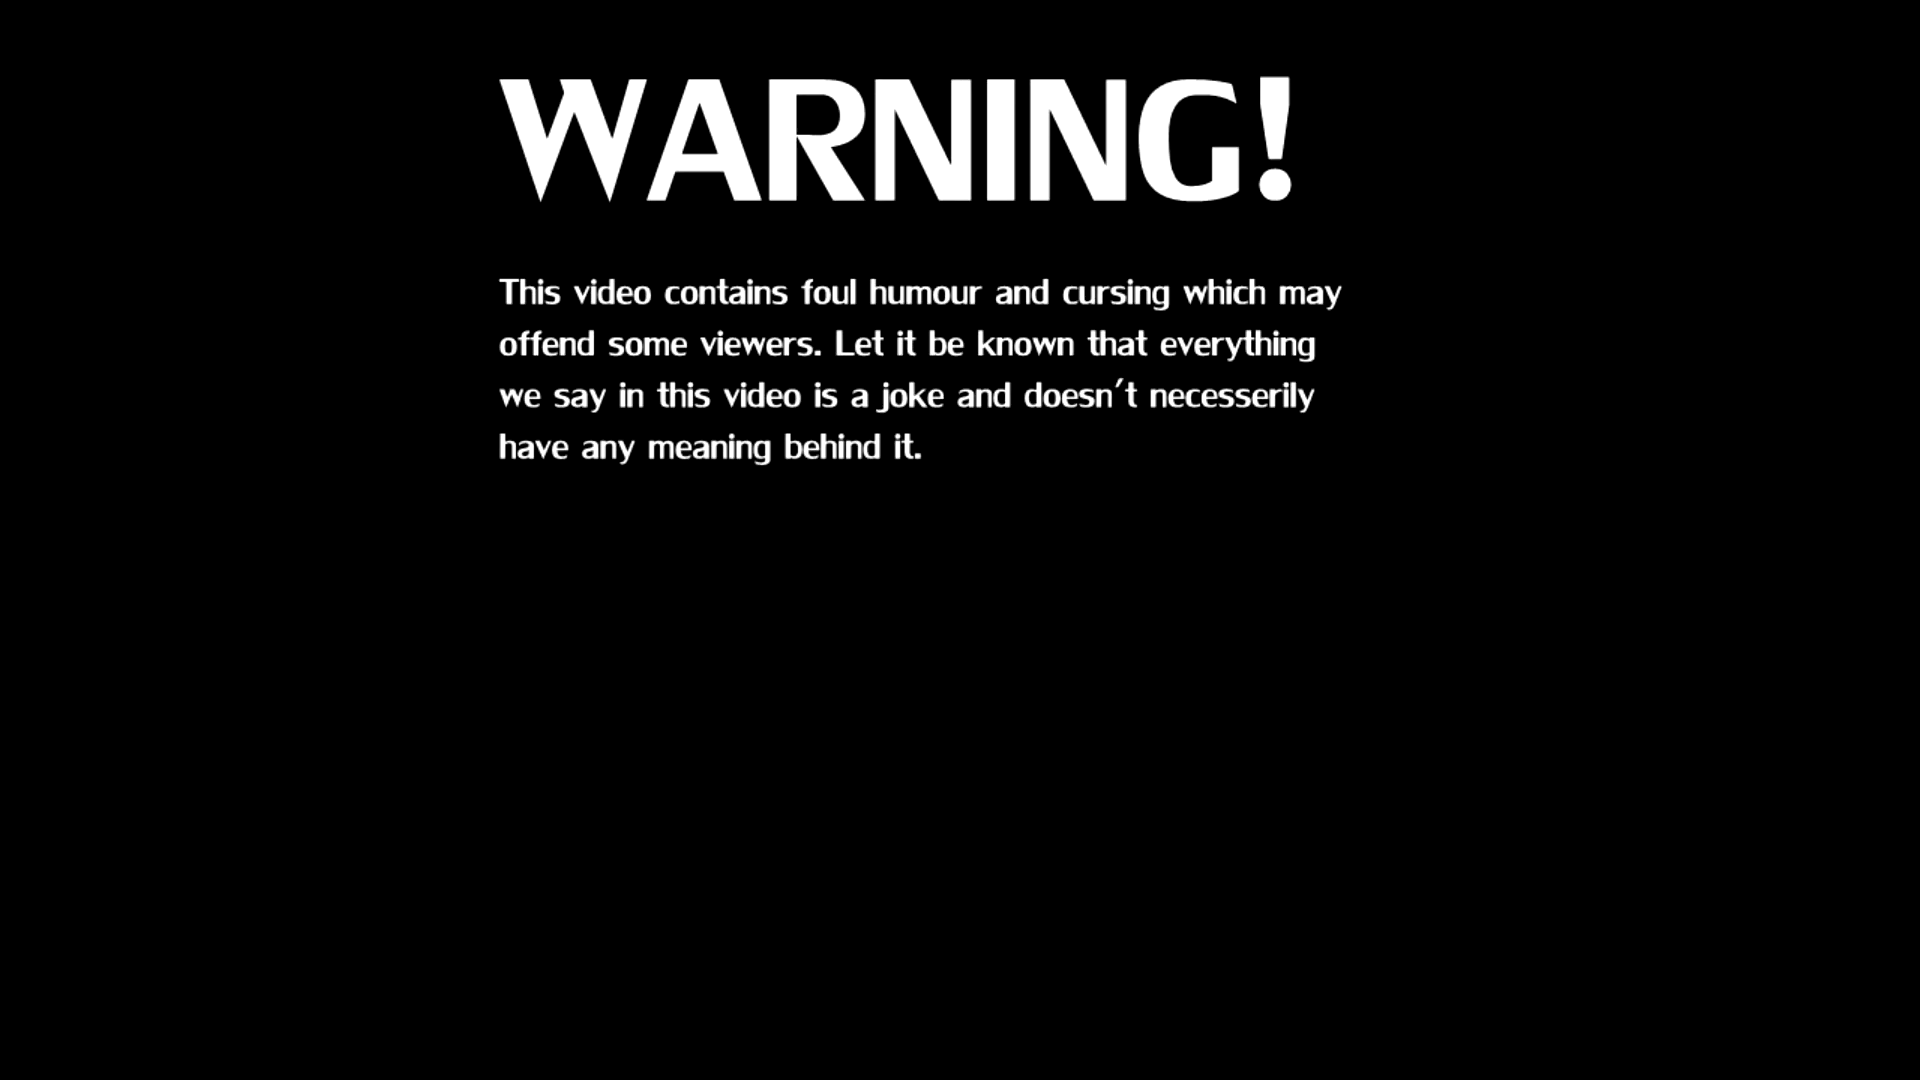 WARNING!
This video contains foul humour and cursing which may
offend some viewers. Let it be known that everything
we say in this video is a joke and doesn't necesserily
have any meaning behind it.